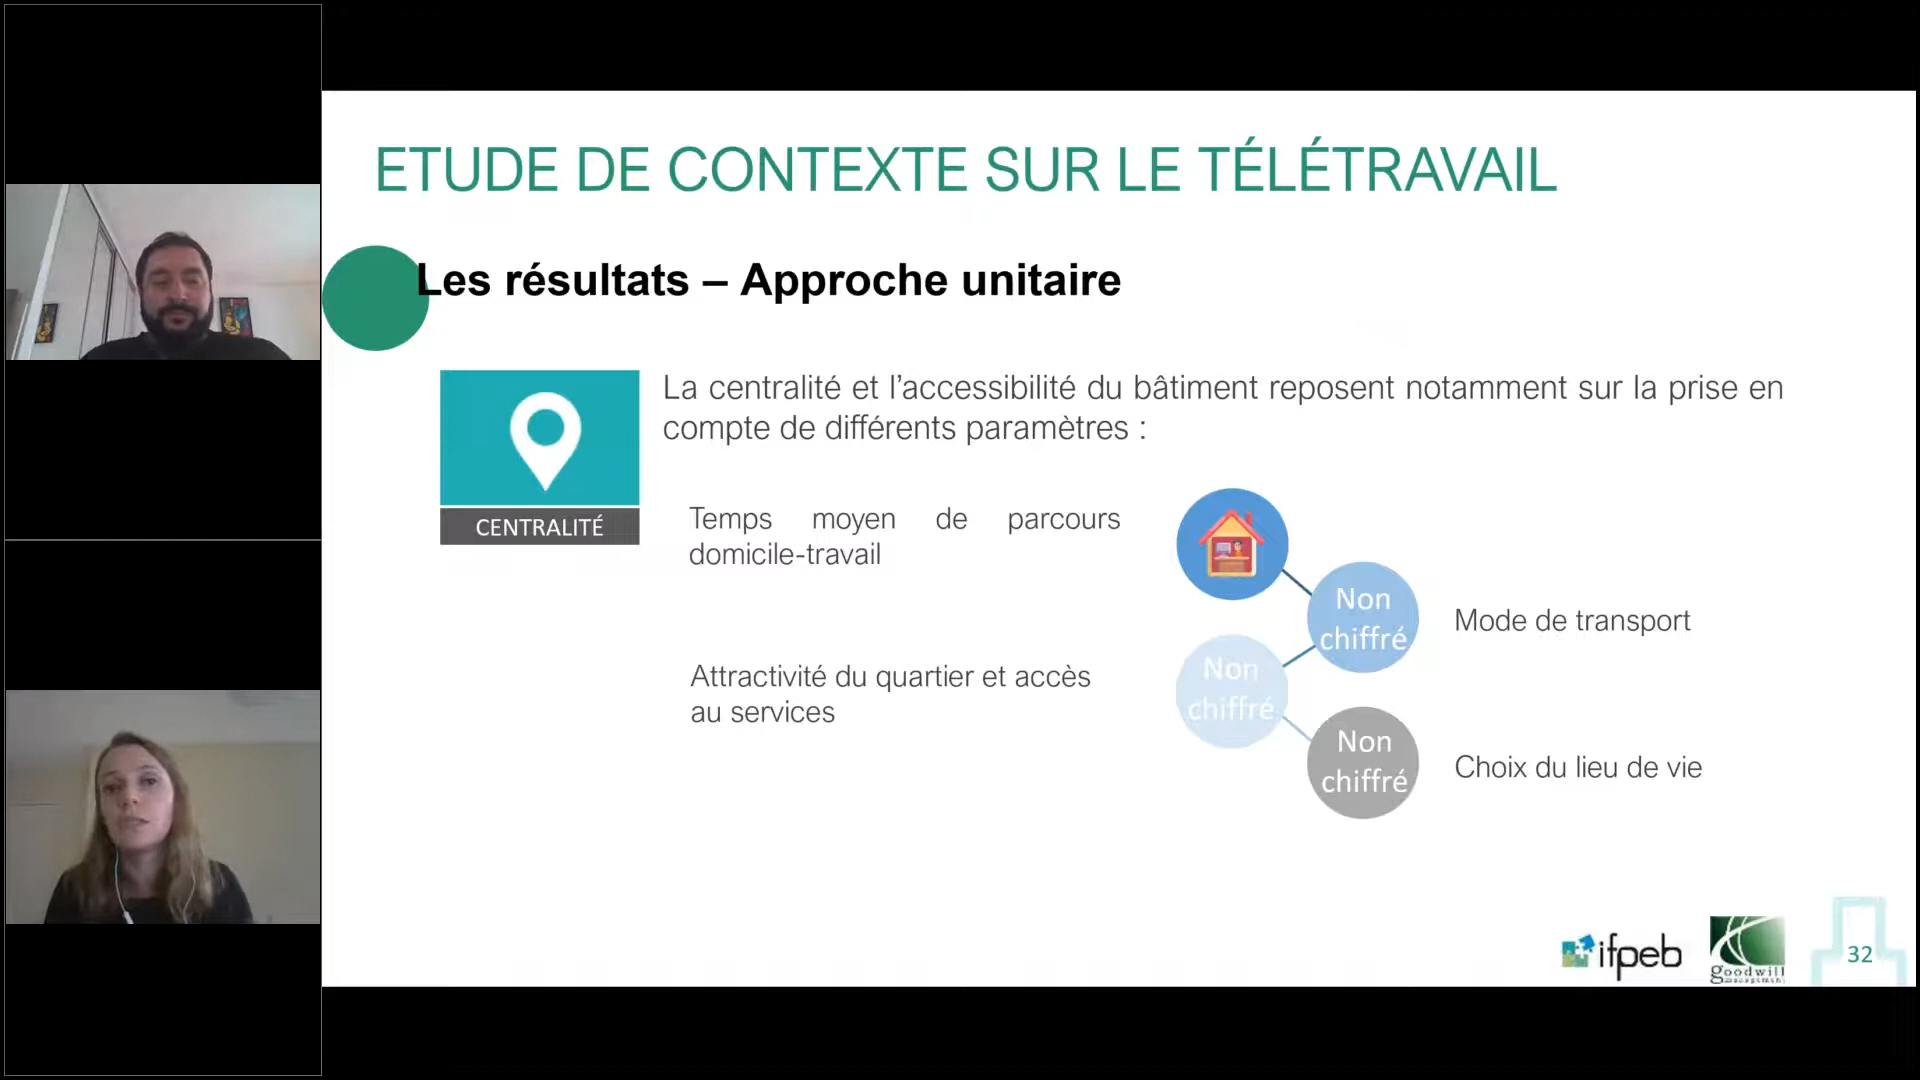 ETUDE DE CONTEXTE SUR LE TÉLÉTRAVAIL
Les résultats – Approche unitaire
CENTRALITÉ
La centralité et l’accessibilité du bâtiment reposent notamment sur la prise en
compte de différents paramètres :
Temps moyen de parcours
domicile-travail
Non
chiffré
Mode de transport
Attractivité du quartier et accès
au services
Non
chiffré
Non
chiffré
Choix du lieu de vie
ifpeb
goodwill
management
32